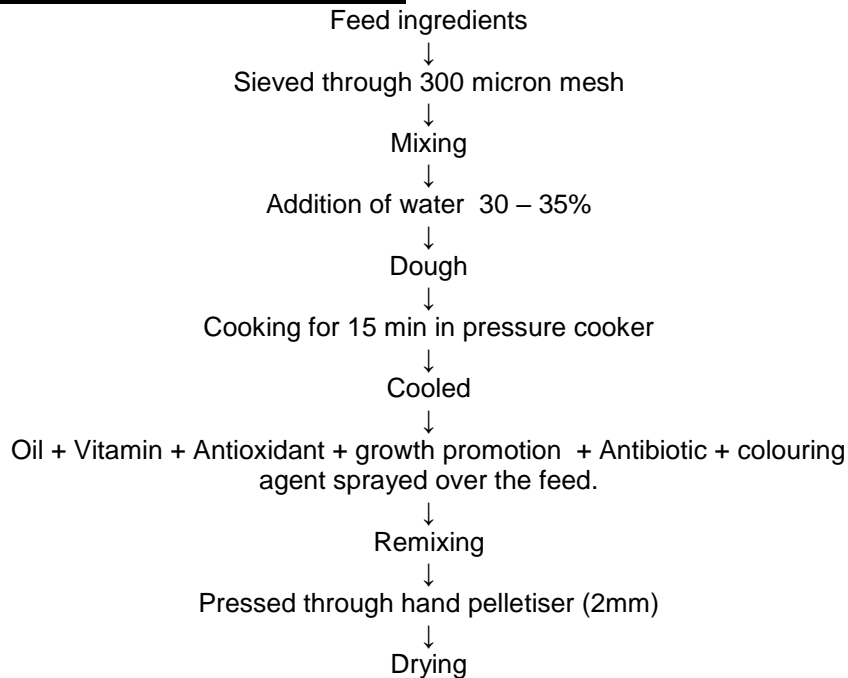 Feed ingredients
↓
Sieved through 300 micron mesh
↓
Mixing
↓
Addition of water 30 – 35%
↓
Dough
↓
Cooking for 15 min in pressure cooker
↓
Cooled
↓
Oil + Vitamin + Antioxidant + growth promotion + Antibiotic + colouring
agent sprayed over the feed.
↓
Remixing
↓
Pressed through hand pelletiser (2mm)
↓
Drying